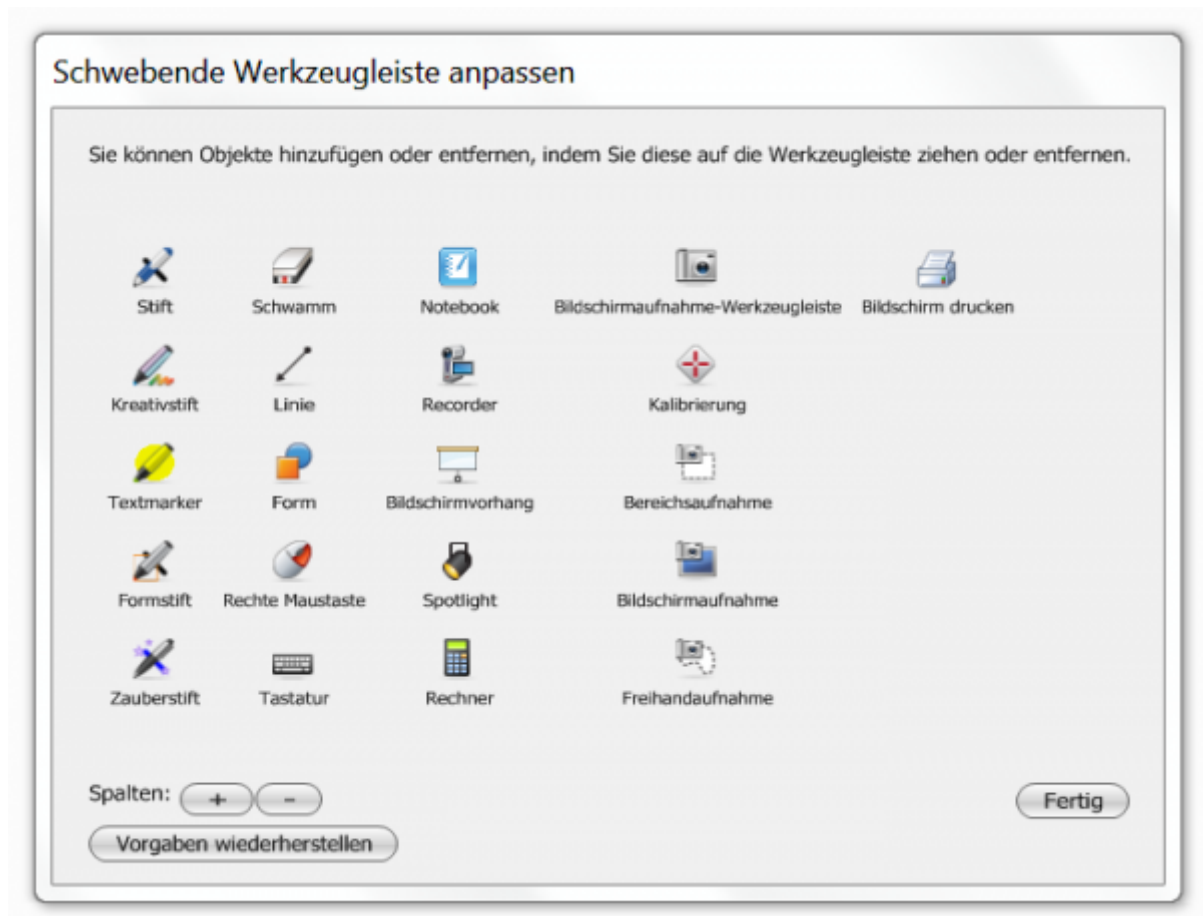 Schwebende Werkzeugleiste anpassen
Sie können Objekte hinzufügen oder entfernen, indem Sie diese auf die Werkzeugleiste ziehen oder entfernen.
Stift Schwamm Notebook Bildschirmaufnahme-Werkzeugleiste Bildschirm drucken
Kreativstift Linie Recorder Kalibrierung
Textmarker Form Bildschirmvorhang Bereichsaufnahme
Formstift Rechte Maustaste Spotlight Bildschirmaufnahme
Zauberstift Tastatur Rechner Freihandaufnahme
Spalten: + - Fertig
Vorgaben wiederherstellen